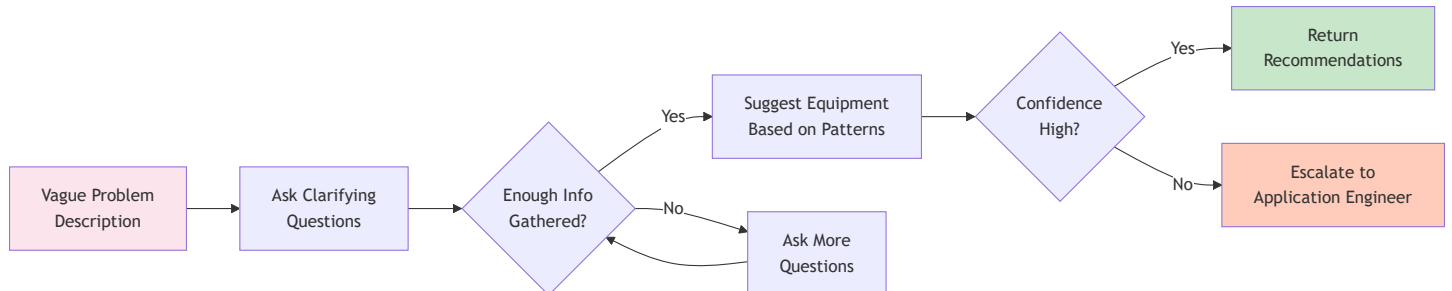 Vague Problem
Description
Ask Clarifying
Questions
Enough Info
Gathered?
Yes
No
Suggest Equipment
Based on Patterns
Ask More
Questions
Confidence
High?
Yes
No
Return
Recommendations
Escalate to
Application Engineer